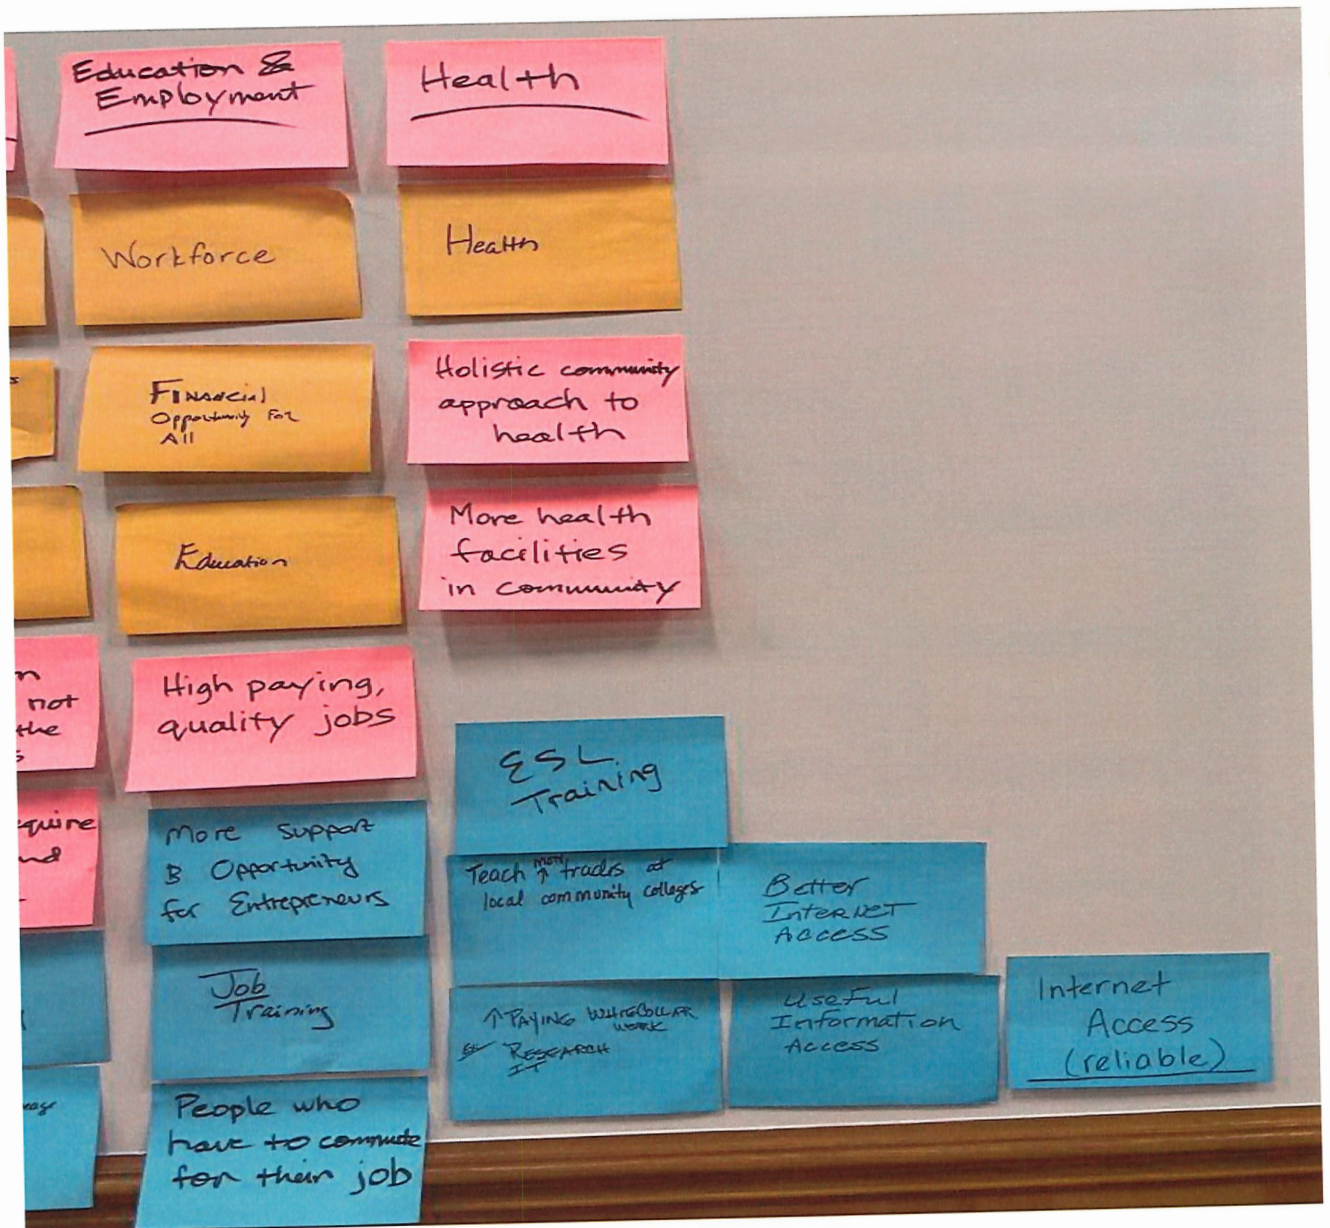 Education &
Employment
Workforce
Financial
Opportunity For
All
Education
High paying,
quality jobs
More Support
& Opportunity
for Entrepreneurs
Job
Training
People who
have to commute
for their job
Health
Health
Holistic community
approach to
health
More health
facilities
in community
ESL
Training
Teach more trades at
local community colleges
↑ PAYING WHITE COLLAR
WORK
RESEARCH
IT
Better
INTERNET
ACCESS
Useful
Information
Access
Internet
Access
(reliable)
not
the